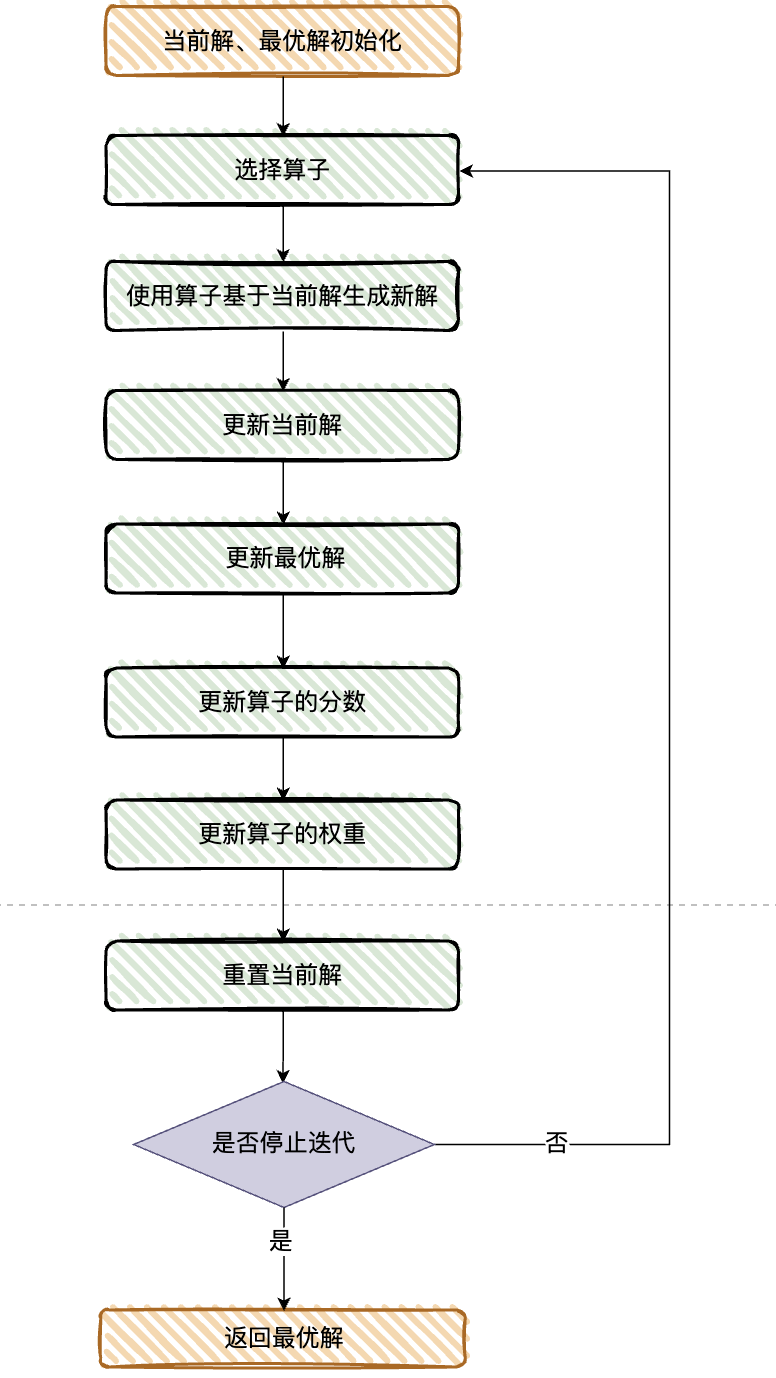 当前解、最优解初始化
选择算子
使用算子基于当前解生成新解
更新当前解
更新最优解
更新算子的分数
更新算子的权重
重置当前解
是否停止迭代
否
是
返回最优解